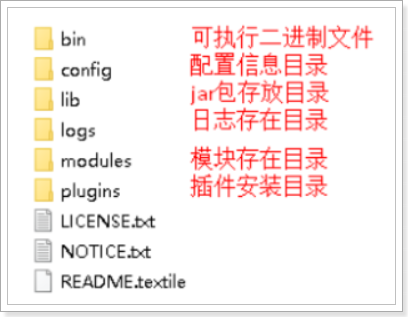 bin 可执行二进制文件
config 配置信息目录
lib jar包存放目录
logs 日志存在目录
modules 模块存在目录
plugins 插件安装目录
LICENSE.txt
NOTICE.txt
README.textile